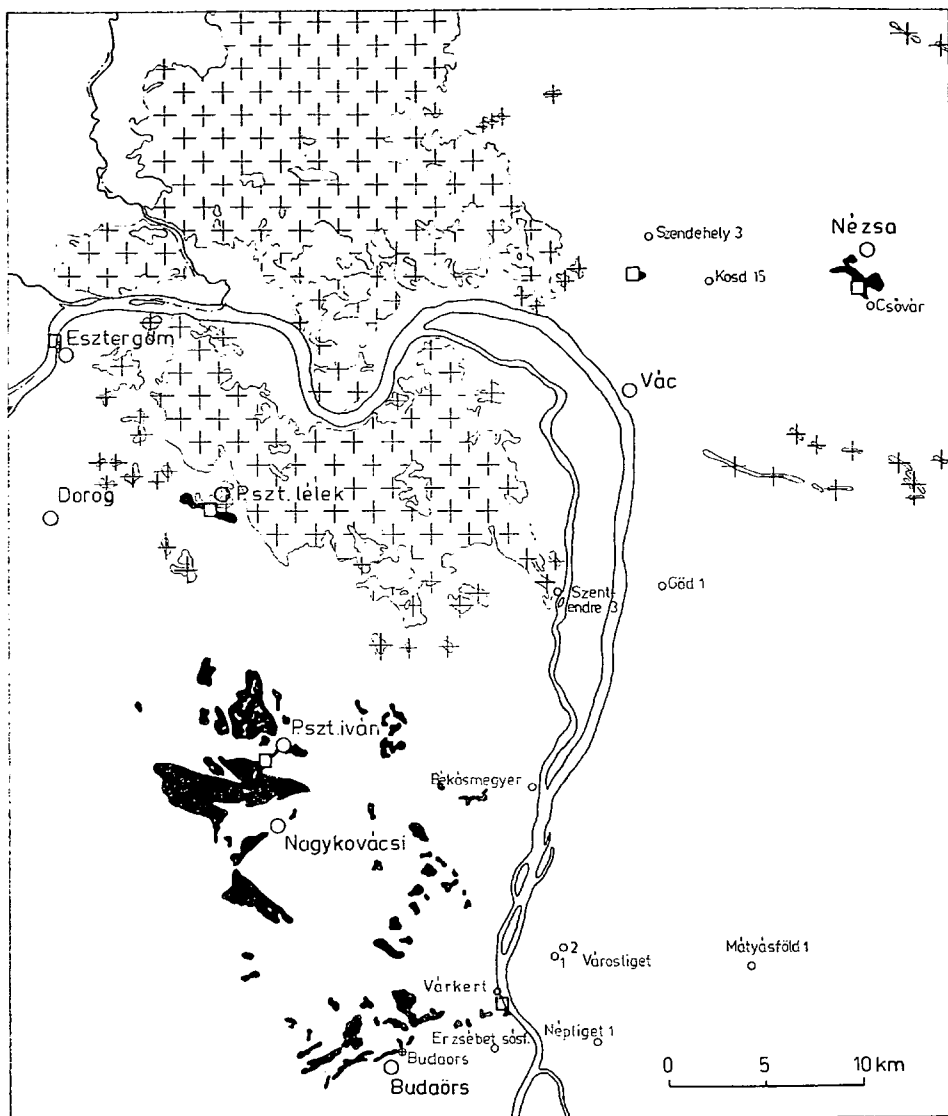 Szendehely 3
Nézsa
Kosd 15
Csővár
Esztergom
Vác
Dorog
P.szt. lélek
Göd 1
Szent-
endre 3
P.szt. iván
Békásmegyer
Nagykovácsi
2
1 Városliget
Mátyásföld 1
Várkert
Erzsébet sósf.
Népliget 1
Budaörs
Budaörs
0 5 10 km